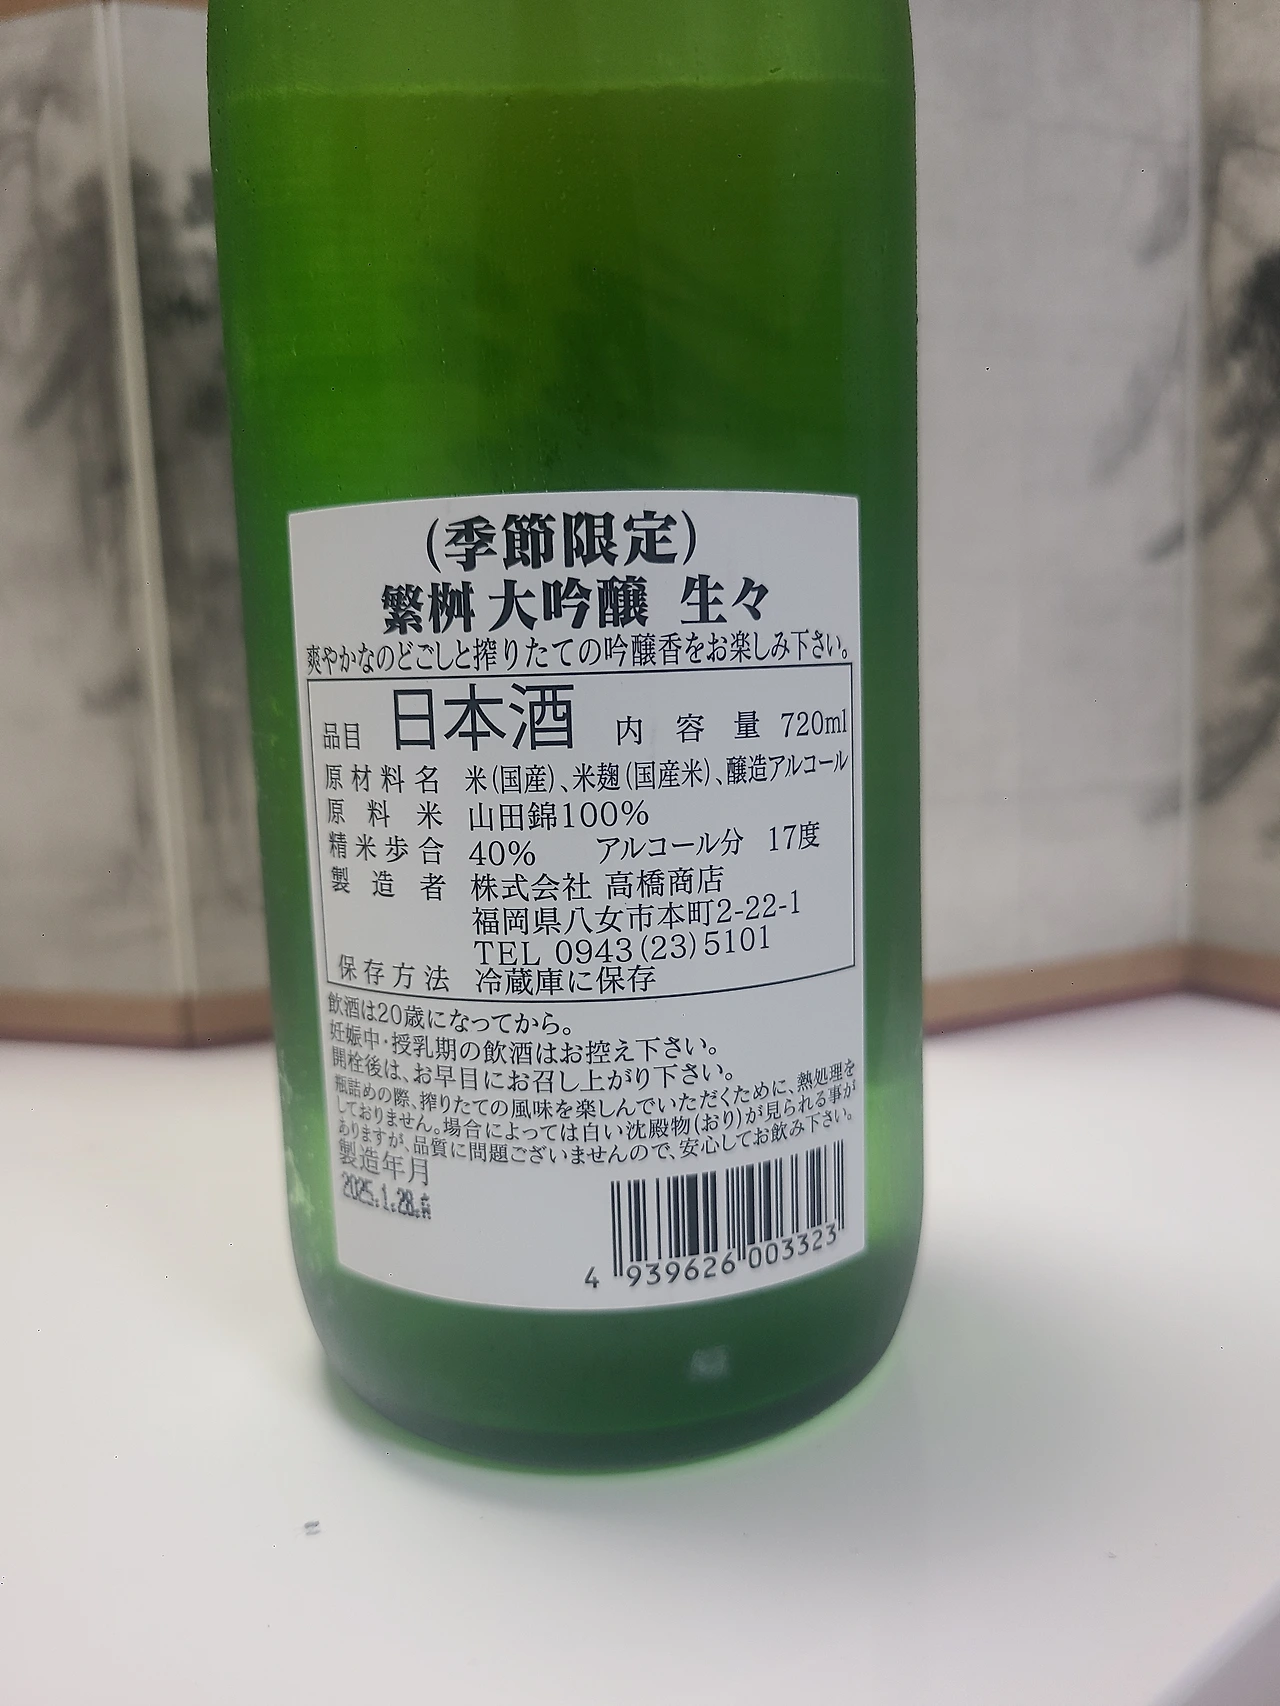 (季節限定)
繁桝 大吟醸 生々
爽やかなのどごしと搾りたての吟醸香をお楽しみ下さい。
品目 日本酒 内容量 720ml
原材料名 米(国産)、米麹(国産米)、醸造アルコール
原料米 山田錦100%
精米歩合 40% アルコール分 17度
製造者 株式会社 高橋商店
福岡県八女市本町2-22-1
TEL 0943(23)5101
保存方法 冷蔵庫に保存
飲酒は20歳になってから。
妊娠中·授乳期の飲酒はお控え下さい。
開栓後は、お早目にお召し上がり下さい。
瓶詰めの際、搾りたての風味を楽しんでいただくために、熱処理を
しておりません。場合によっては白い沈殿物(おり)が見られる事が
ありますが、品質に問題ございませんので、安心してお飲み下さい。
製造年月
2025.1.28
4 939626 003323